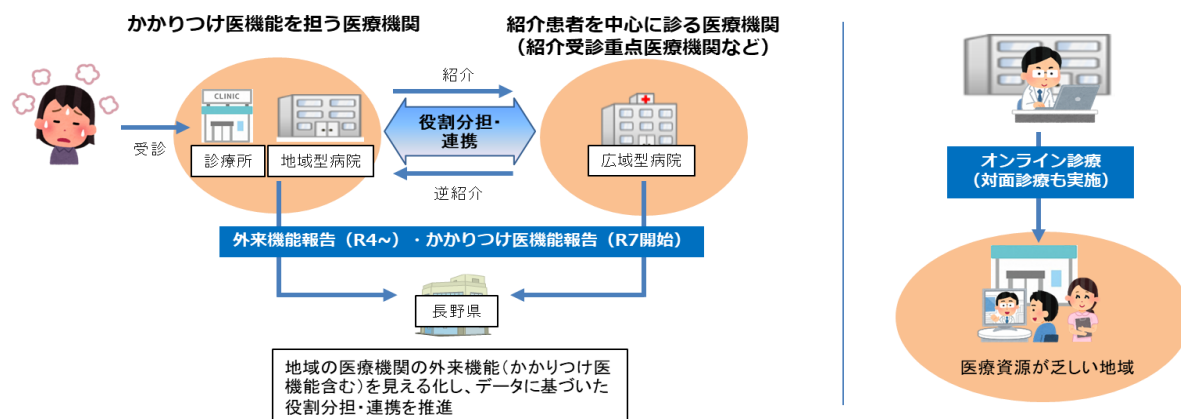 かかりつけ医機能を担う医療機関
紹介患者を中心に診る医療機関
（紹介受診重点医療機関など）
受診
CLINIC
診療所
地域型病院
紹介
役割分担・
連携
逆紹介
広域型病院
外来機能報告（R4~）・かかりつけ医機能報告（R7開始）
長野県
地域の医療機関の外来機能（かかりつけ医
機能含む）を見える化し、データに基づいた
役割分担・連携を推進
オンライン診療
（対面診療も実施）
医療資源が乏しい地域